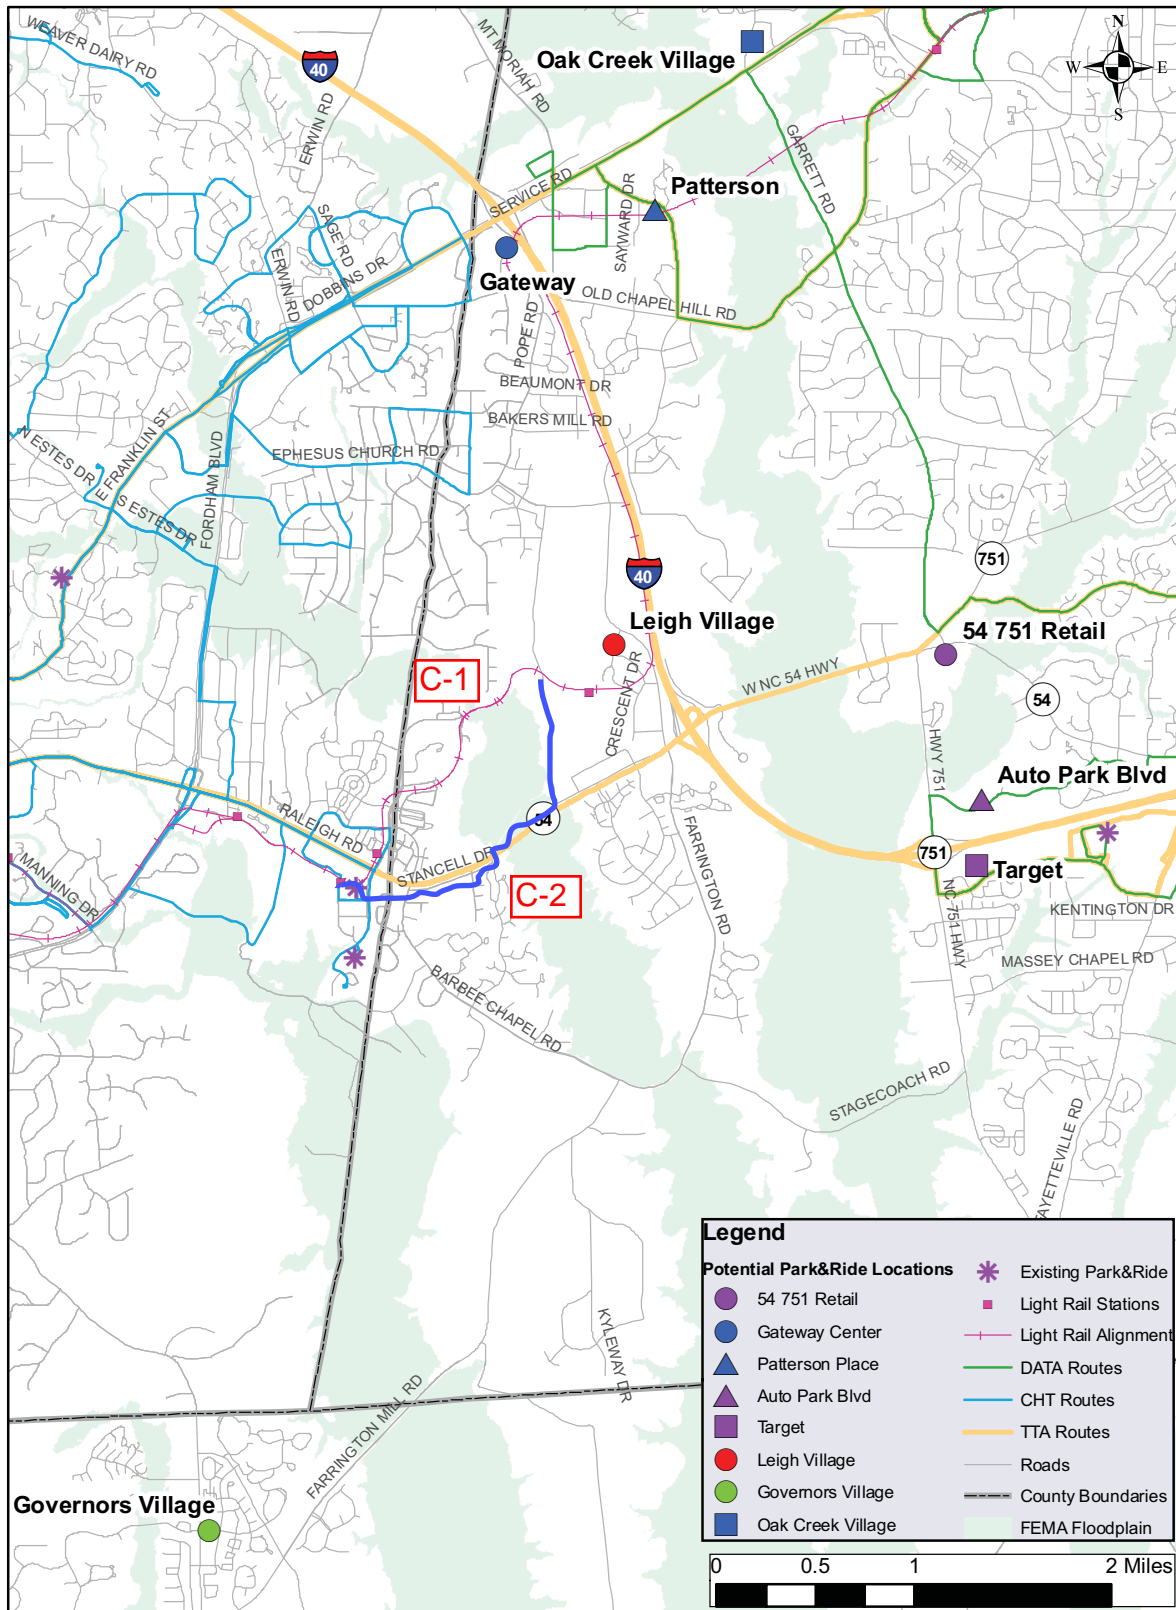 WEAVER DAIRY RD
40
ERWIN RD
MT MORIAH RD
Oak Creek Village
N
W
E
S
GARRETT RD
SERVICE RD
Patterson
SAYWARD DR
SAGE RD
ERWIN RD
DOBBINS DR
Gateway
OLD CHAPEL HILL RD
POPE RD
BEAUMONT DR
BAKERS MILL RD
N ESTES DR
E FRANKLIN ST
S ESTES DR
FORDHAM BLVD
EPHESUS CHURCH RD
751
40
Leigh Village
54 751 Retail
C-1
CRESCENT DR
W NC 54 HWY
54
HWY 751
Auto Park Blvd
RALEIGH RD
54
STANCELL DR
FARRINGTON RD
751
Target
MANNING DR
C-2
KENTINGTON DR
NC 751 HWY
MASSEY CHAPEL RD
BARBEE CHAPEL RD
STAGECOACH RD
AYETTEVILLE RD
KYLEWAY DR
FARRINGTON MILL RD
Governors Village
Legend
Potential Park&Ride Locations
54 751 Retail
Gateway Center
Patterson Place
Auto Park Blvd
Target
Leigh Village
Governors Village
Oak Creek Village
Existing Park&Ride
Light Rail Stations
Light Rail Alignment
DATA Routes
CHT Routes
TTA Routes
Roads
County Boundaries
FEMA Floodplain
0 0.5 1 2 Miles